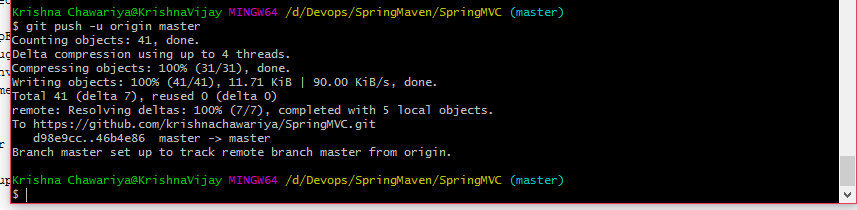 Krishna Chawariya@KrishnaVijay MINGW64 /d/Devops/SpringMaven/SpringMVC (master)
$ git push -u origin master
Counting objects: 41, done.
Delta compression using up to 4 threads.
Compressing objects: 100% (31/31), done.
Writing objects: 100% (41/41), 11.71 KiB | 90.00 KiB/s, done.
Total 41 (delta 7), reused 0 (delta 0)
remote: Resolving deltas: 100% (7/7), completed with 5 local objects.
To https://github.com/krishnachawariya/SpringMVC.git
   d98e9cc..46b4e86  master -> master
Branch master set up to track remote branch master from origin.
Krishna Chawariya@KrishnaVijay MINGW64 /d/Devops/SpringMaven/SpringMVC (master)
$